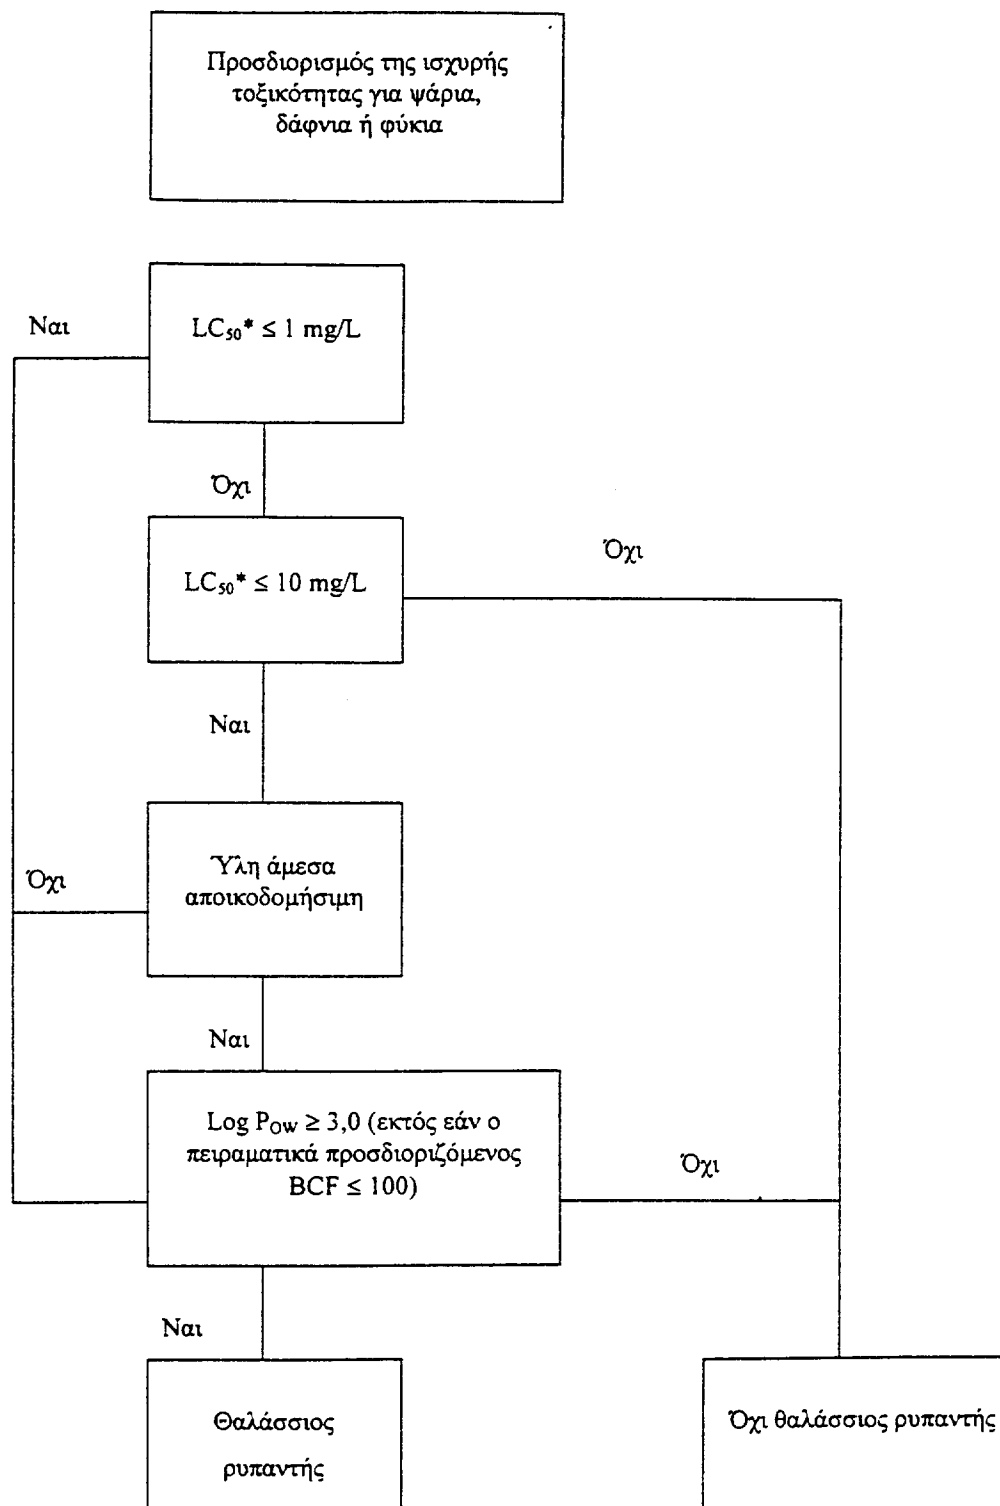 Προσδιορισμός της ισχυρής
τοξικότητας για ψάρια,
δάφνια ή φύκια
Ναι
LC₅₀* ≤ 1 mg/L
Όχι
LC₅₀* ≤ 10 mg/L
Όχι
Ναι
Όχι
Ύλη άμεσα
αποικοδομήσιμη
Ναι
Log P_OW ≥ 3,0 (εκτός εάν ο
πειραματικά προσδιοριζόμενος
BCF ≤ 100)
Όχι
Ναι
Θαλάσσιος
ρυπαντής
Όχι θαλάσσιος ρυπαντής